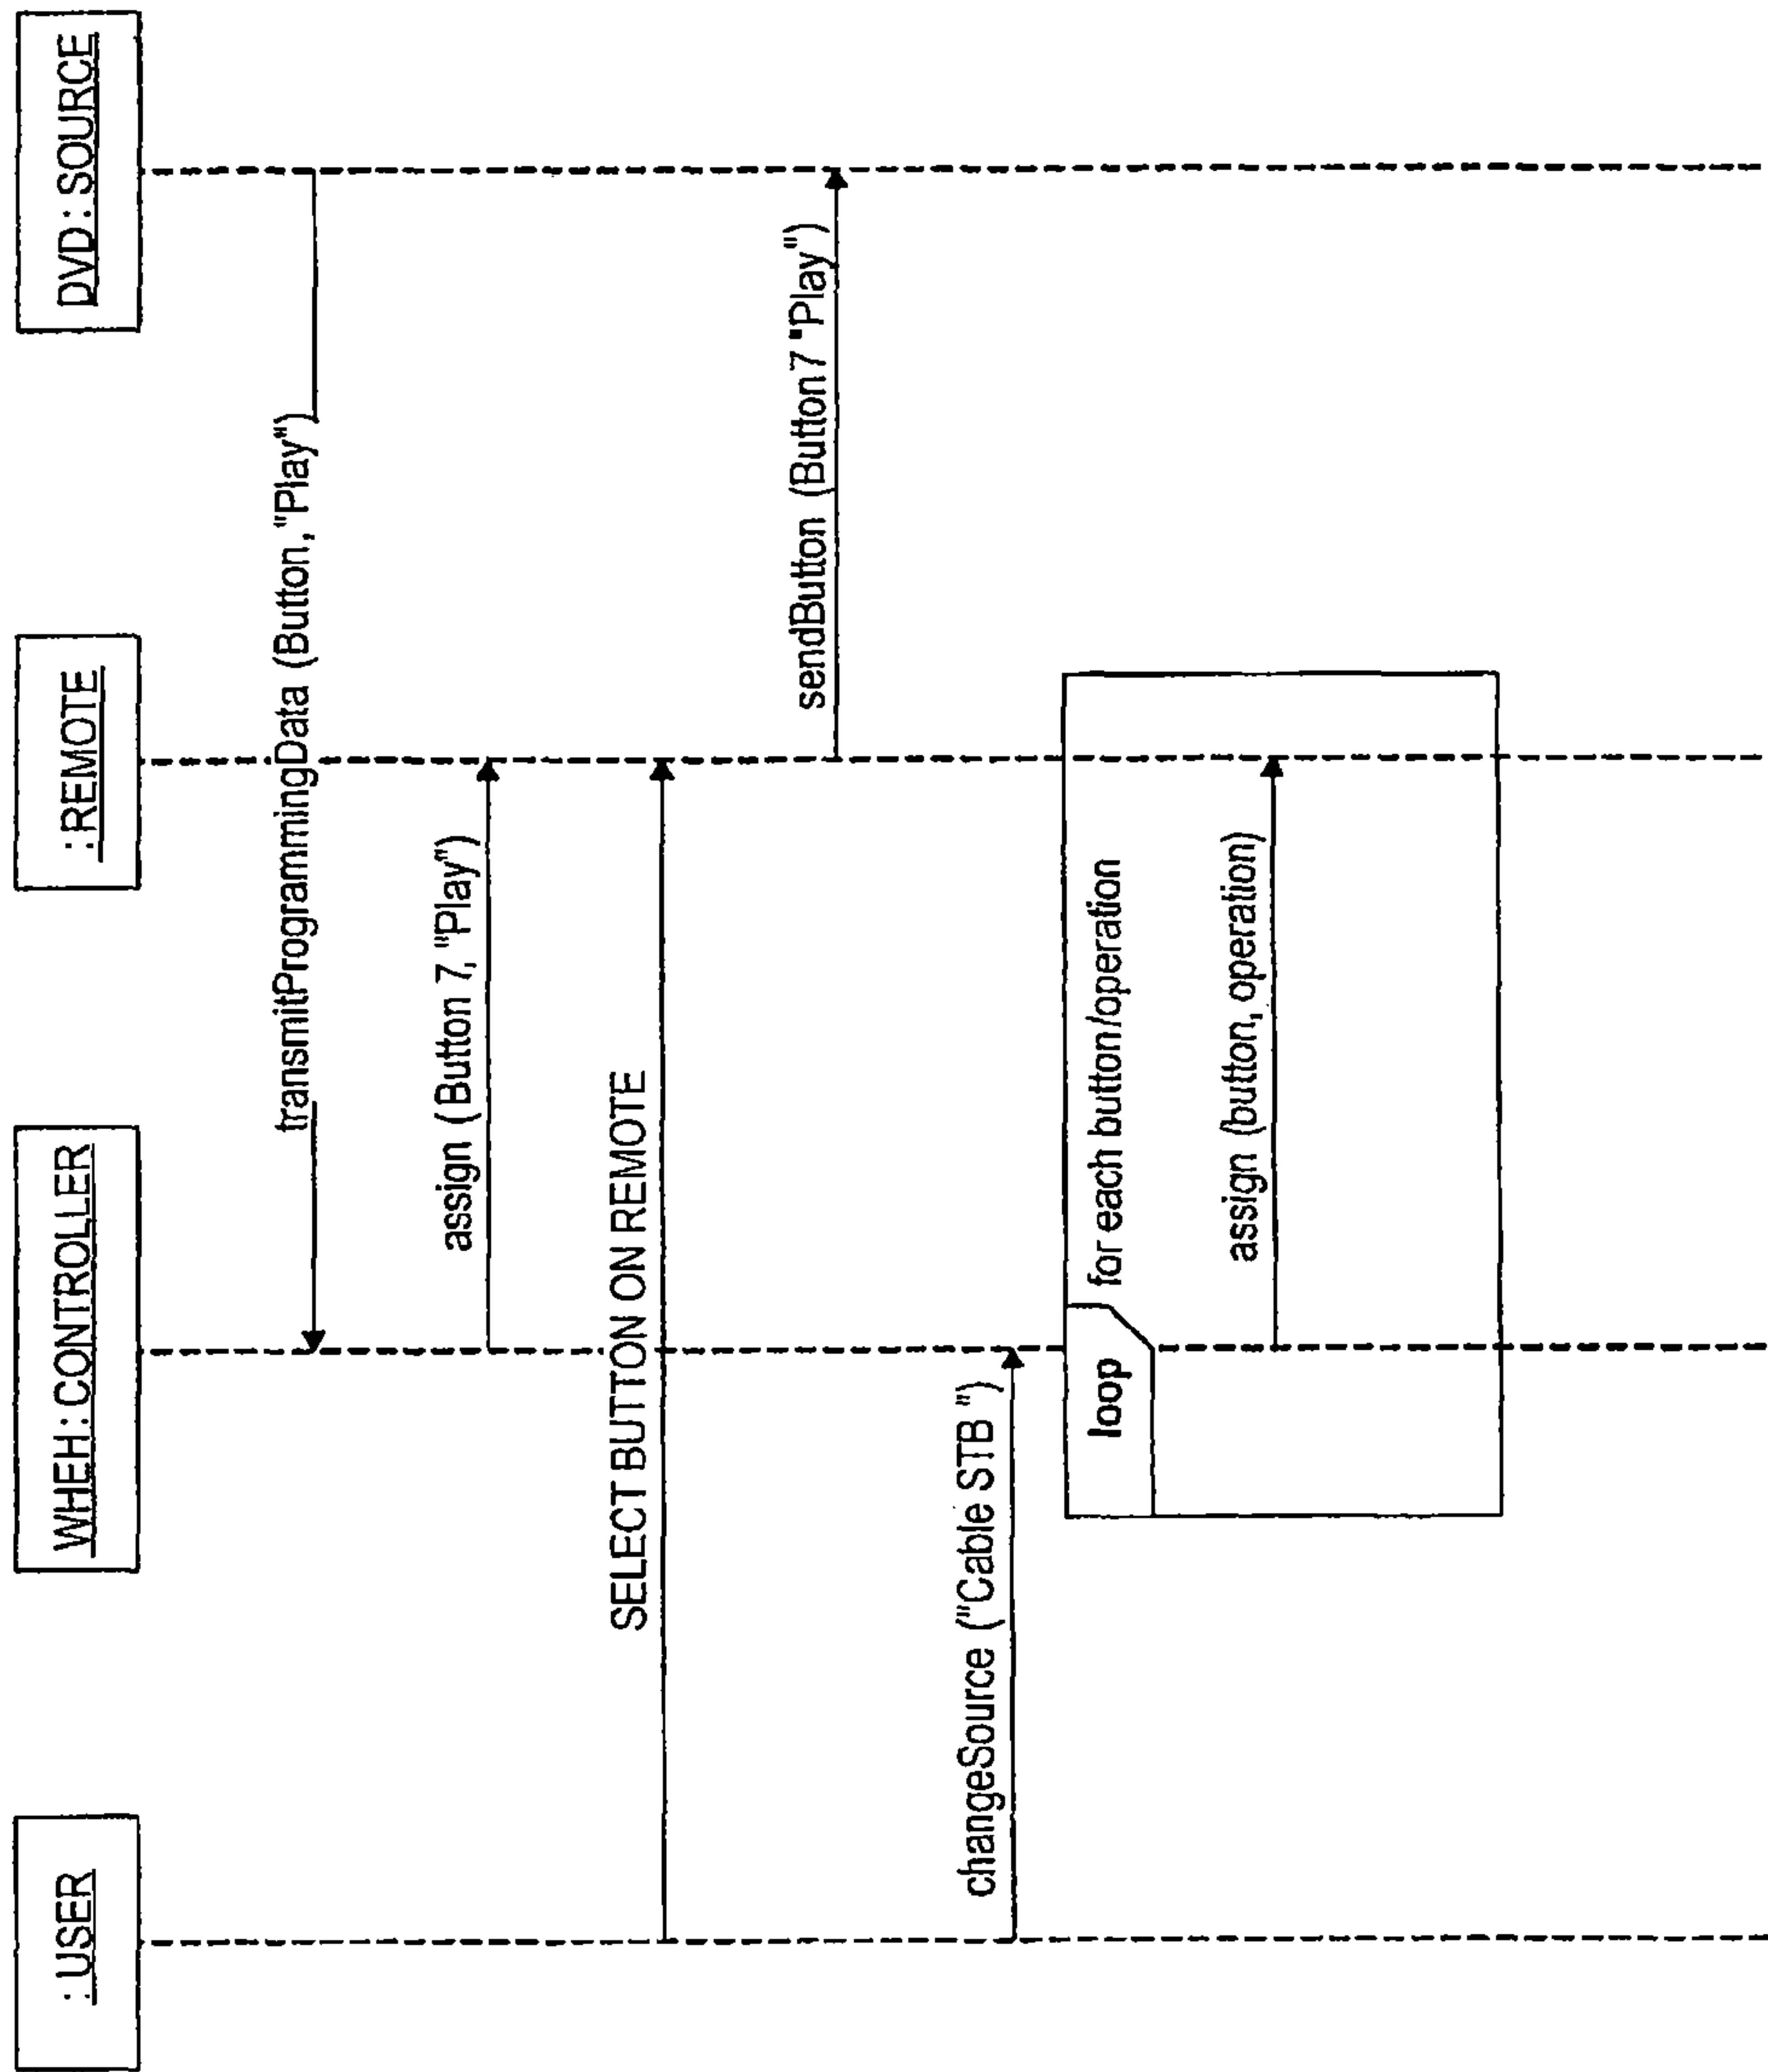 : USER
WHEH : CONTROLLER
: REMOTE
DVD : SOURCE
transmitProgrammingData (Button, "Play")
assign (Button 7, "Play")
SELECT BUTTON ON REMOTE
sendButton (Button7 "Play")
changeSource ("Cable STB ")
loop for each button/operation
assign (button, operation)